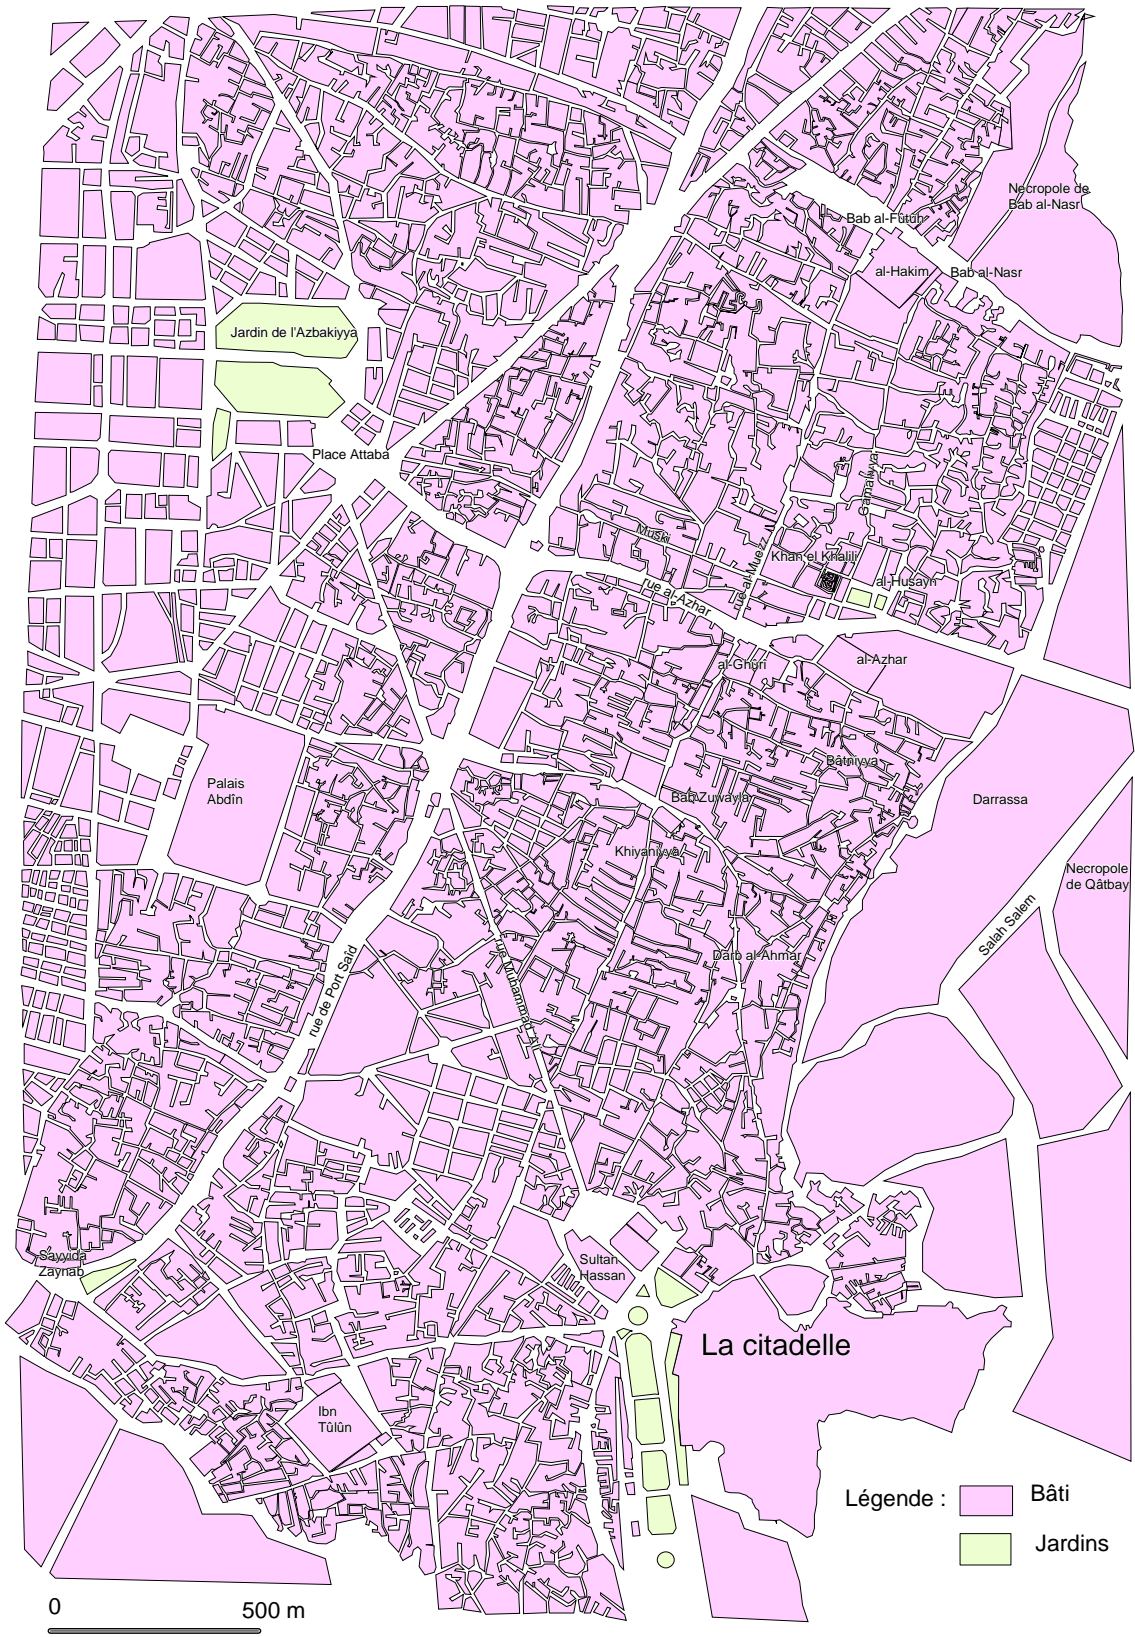 Necropole de
Bab al-Nasr
Bab al-Futuh
al-Hakim
Bab al-Nasr
Jardin de l'Azbakiyya
Place Attaba
Gamaliyya
Muski
rue al-Muezz
Khan el Khalili
al-Husayn
rue al-Azhar
al-Ghuri
al-Azhar
Palais
Abdîn
Batniyya
Bab Zuwayla
Darrassa
Khiyamiyya
Necropole
de Qâtbay
Salah Salem
Darb al-Ahmar
rue Muhammad Ali
rue de Port Saïd
Sayyida
Zaynab
Sultan
Hassan
La citadelle
Ibn
Tûlûn
Légende :
Bâti
Jardins
0 500 m